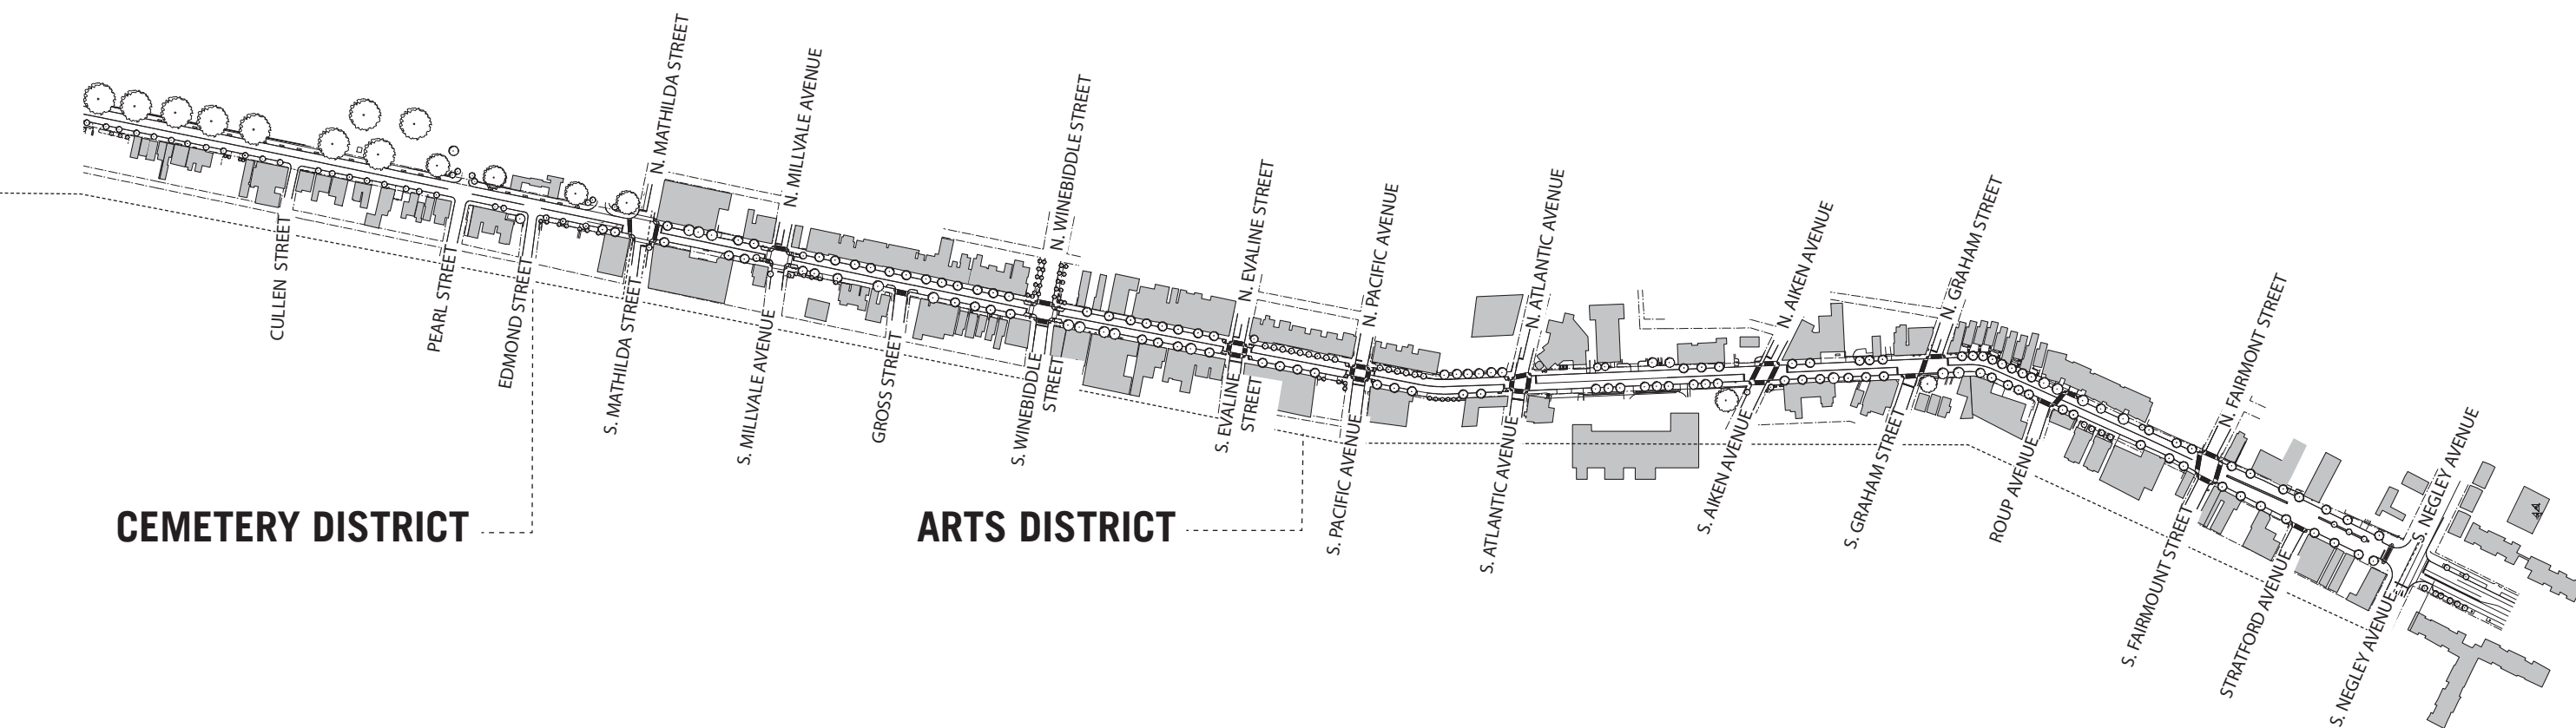 N. MATHILDA STREET
N. MILLVALE AVENUE
N. WINEBIDDLE STREET
N. EVALINE STREET
N. PACIFIC AVENUE
N. ATLANTIC AVENUE
N. AIKEN AVENUE
N. GRAHAM STREET
N. FAIRMONT STREET
S. NEGLEY AVENUE
CULLEN STREET
PEARL STREET
EDMOND STREET
S. MATHILDA STREET
S. MILLVALE AVENUE
GROSS STREET
S. WINEBIDDLE
STREET
S. EVALINE
STREET
S. PACIFIC AVENUE
S. ATLANTIC AVENUE
S. AIKEN AVENUE
S. GRAHAM STREET
ROUP AVENUE
S. FAIRMOUNT STREET
STRATFORD AVENUE
S. NEGLEY AVENUE
CEMETERY DISTRICT
ARTS DISTRICT